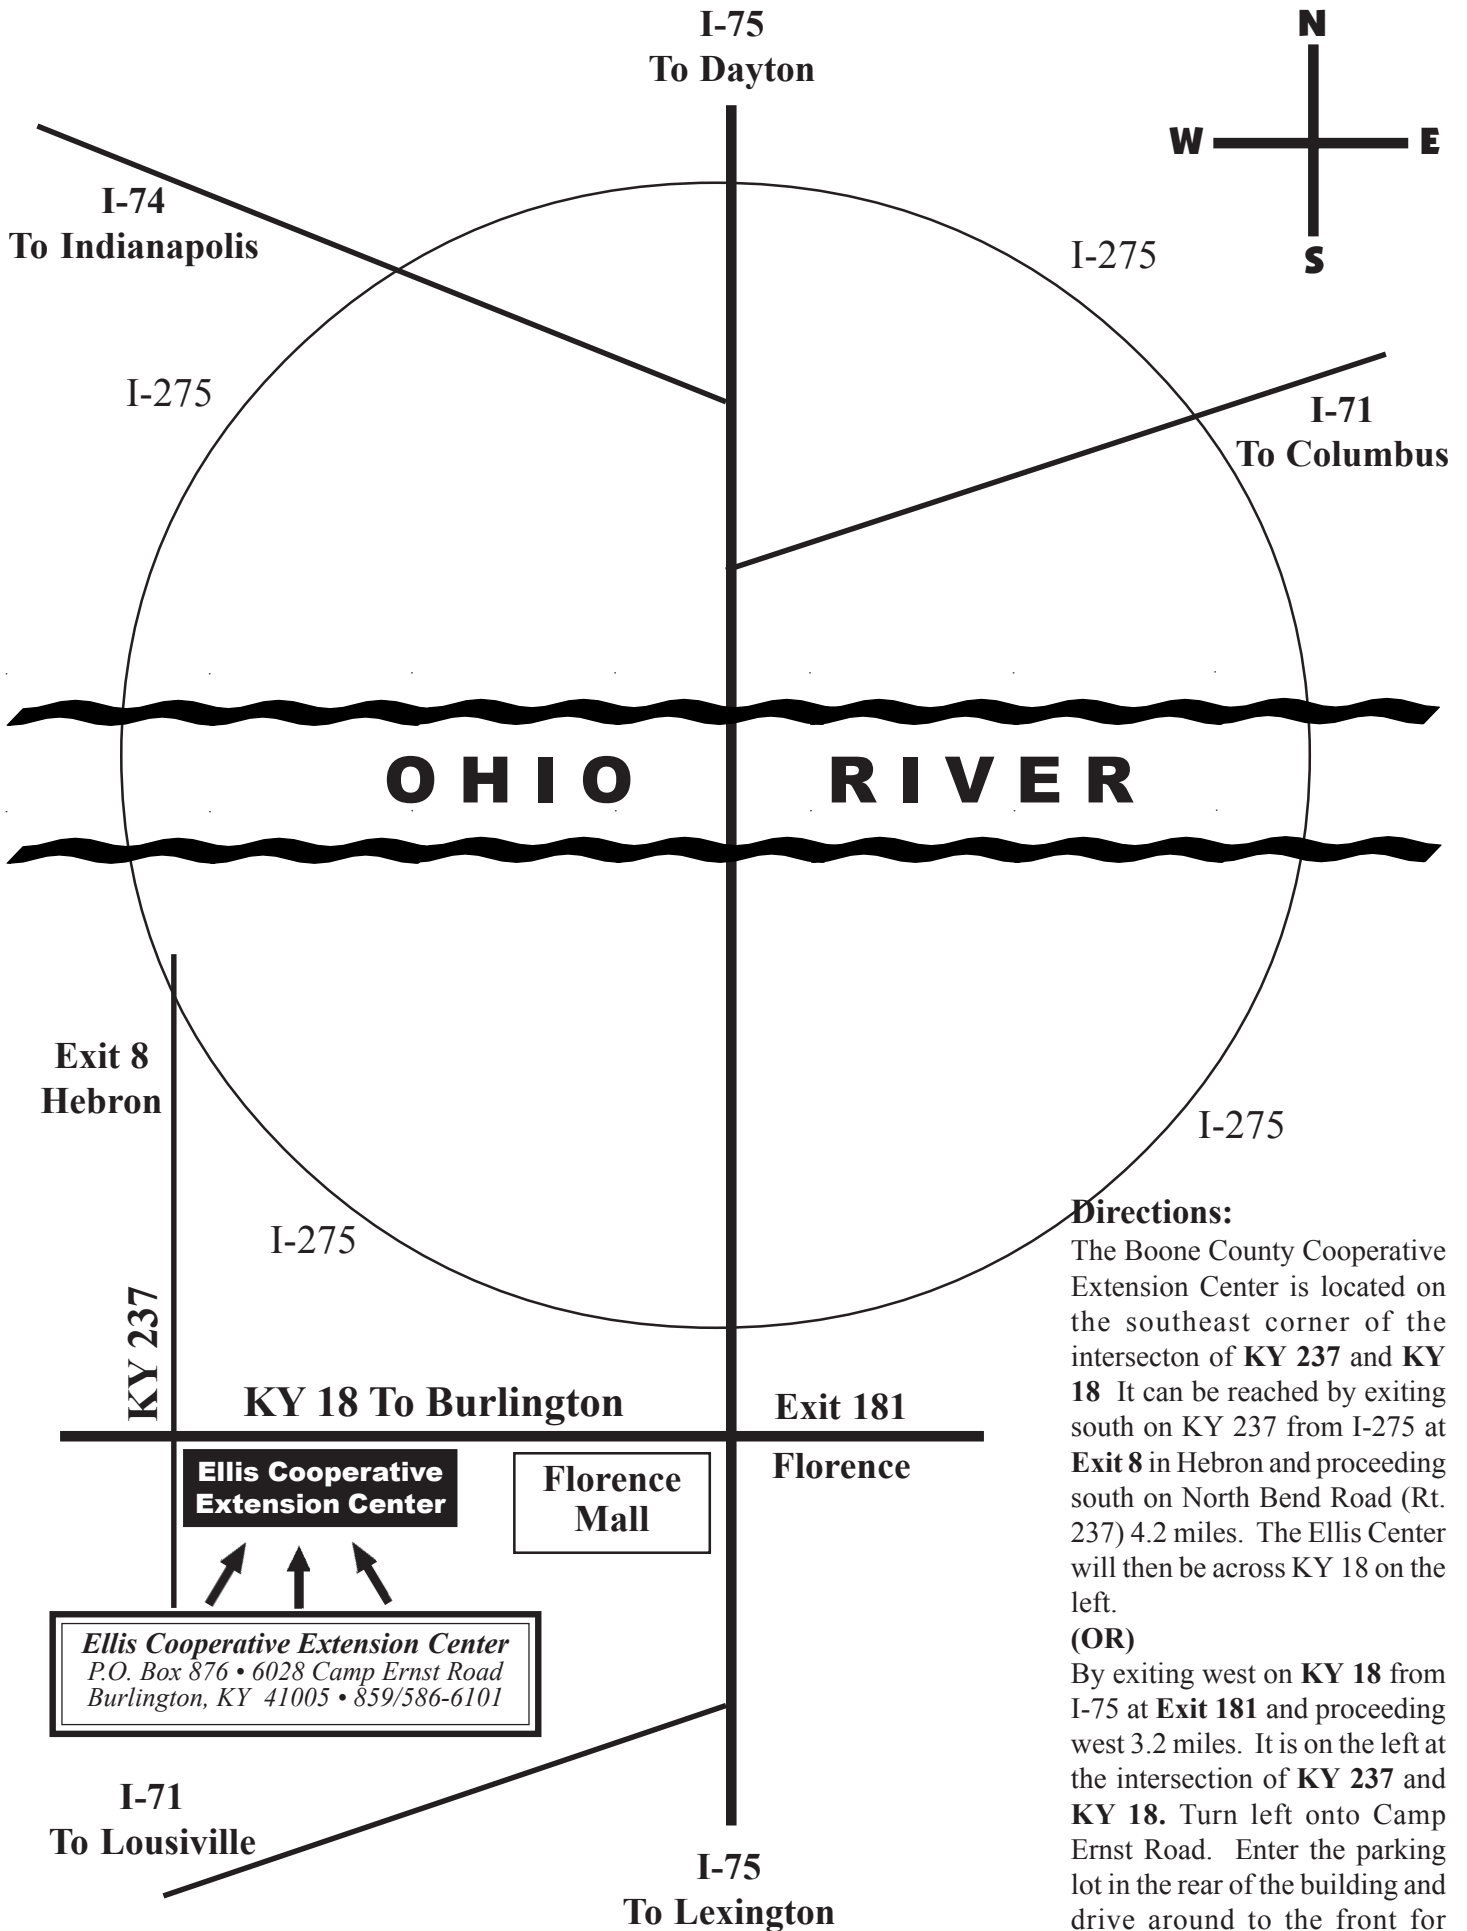 I-75
To Dayton
N
W
E
S
I-74
To Indianapolis
I-275
I-275
I-71
To Columbus
OHIO RIVER
Exit 8
Hebron
I-275
I-275
KY 237
KY 18 To Burlington
Exit 181
Florence
Ellis Cooperative
Extension Center
Florence
Mall
Ellis Cooperative Extension Center
P.O. Box 876 • 6028 Camp Ernst Road
Burlington, KY 41005 • 859/586-6101
I-71
To Lousiville
I-75
To Lexington
Directions:
The Boone County Cooperative
Extension Center is located on
the southeast corner of the
intersecton of KY 237 and KY
18 It can be reached by exiting
south on KY 237 from I-275 at
Exit 8 in Hebron and proceeding
south on North Bend Road (Rt.
237) 4.2 miles. The Ellis Center
will then be across KY 18 on the
left.
(OR)
By exiting west on KY 18 from
I-75 at Exit 181 and proceeding
west 3.2 miles. It is on the left at
the intersection of KY 237 and
KY 18. Turn left onto Camp
Ernst Road. Enter the parking
lot in the rear of the building and
drive around to the front for